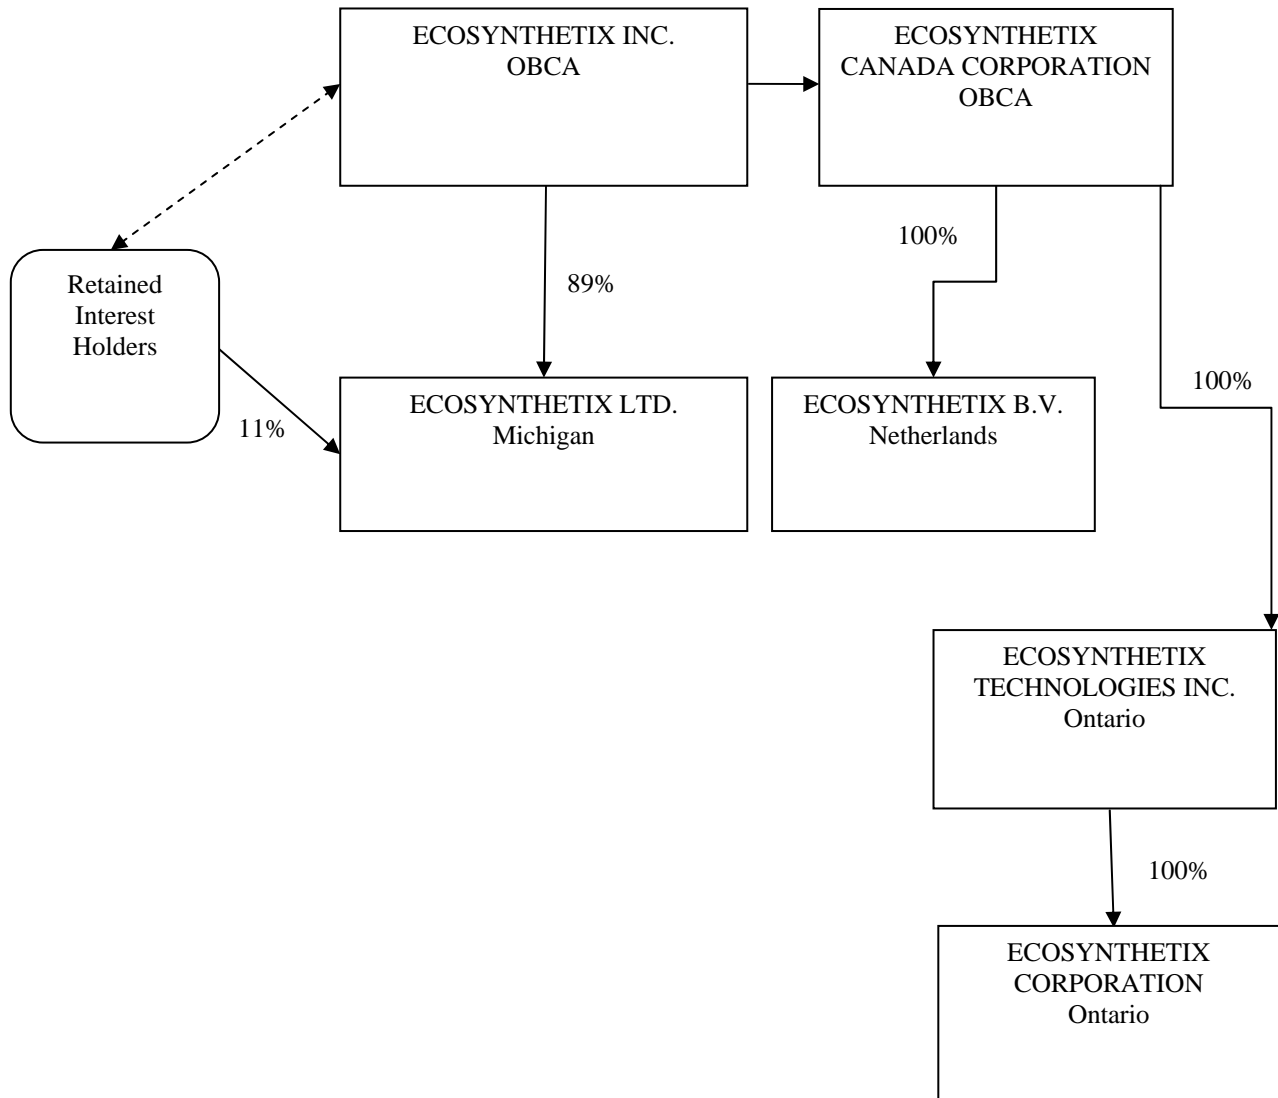 ECOSYNTHETIX INC.
OBCA
ECOSYNTHETIX
CANADA CORPORATION
OBCA
100%
89%
Retained
Interest
Holders
100%
11%
ECOSYNTHETIX LTD.
Michigan
ECOSYNTHETIX B.V.
Netherlands
ECOSYNTHETIX
TECHNOLOGIES INC.
Ontario
100%
ECOSYNTHETIX
CORPORATION
Ontario